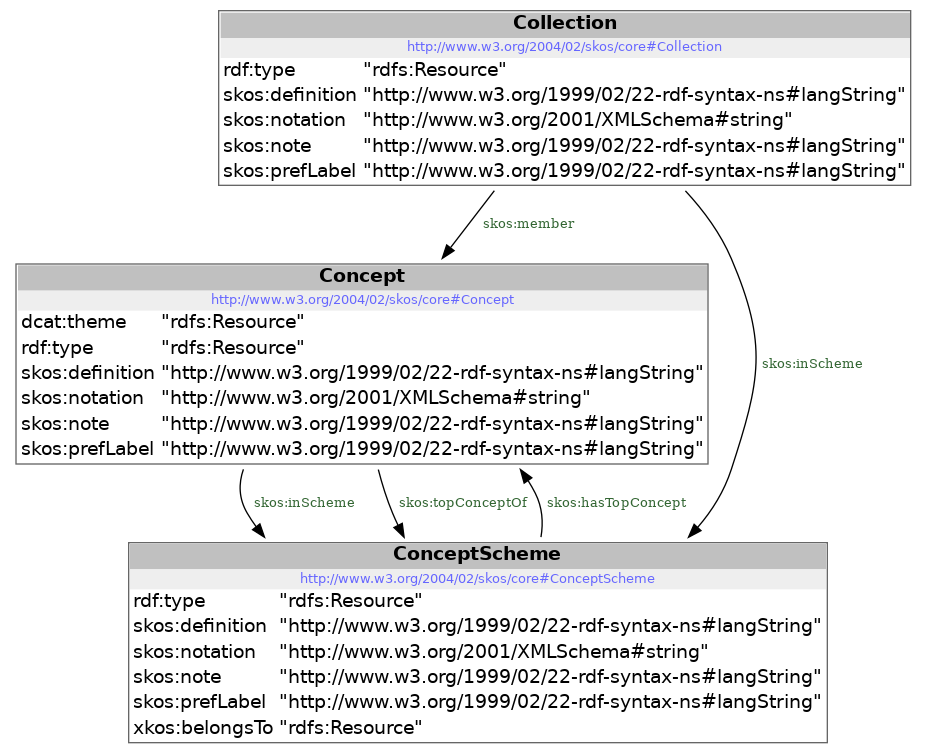 Collection
http://www.w3.org/2004/02/skos/core#Collection
rdf:type "rdfs:Resource"
skos:definition "http://www.w3.org/1999/02/22-rdf-syntax-ns#langString"
skos:notation "http://www.w3.org/2001/XMLSchema#string"
skos:note "http://www.w3.org/1999/02/22-rdf-syntax-ns#langString"
skos:prefLabel "http://www.w3.org/1999/02/22-rdf-syntax-ns#langString"
skos:member
Concept
http://www.w3.org/2004/02/skos/core#Concept
dcat:theme "rdfs:Resource"
rdf:type "rdfs:Resource"
skos:definition "http://www.w3.org/1999/02/22-rdf-syntax-ns#langString"
skos:notation "http://www.w3.org/2001/XMLSchema#string"
skos:note "http://www.w3.org/1999/02/22-rdf-syntax-ns#langString"
skos:prefLabel "http://www.w3.org/1999/02/22-rdf-syntax-ns#langString"
skos:inScheme
skos:inScheme
skos:topConceptOf
skos:hasTopConcept
ConceptScheme
http://www.w3.org/2004/02/skos/core#ConceptScheme
rdf:type "rdfs:Resource"
skos:definition "http://www.w3.org/1999/02/22-rdf-syntax-ns#langString"
skos:notation "http://www.w3.org/2001/XMLSchema#string"
skos:note "http://www.w3.org/1999/02/22-rdf-syntax-ns#langString"
skos:prefLabel "http://www.w3.org/1999/02/22-rdf-syntax-ns#langString"
xkos:belongsTo "rdfs:Resource"